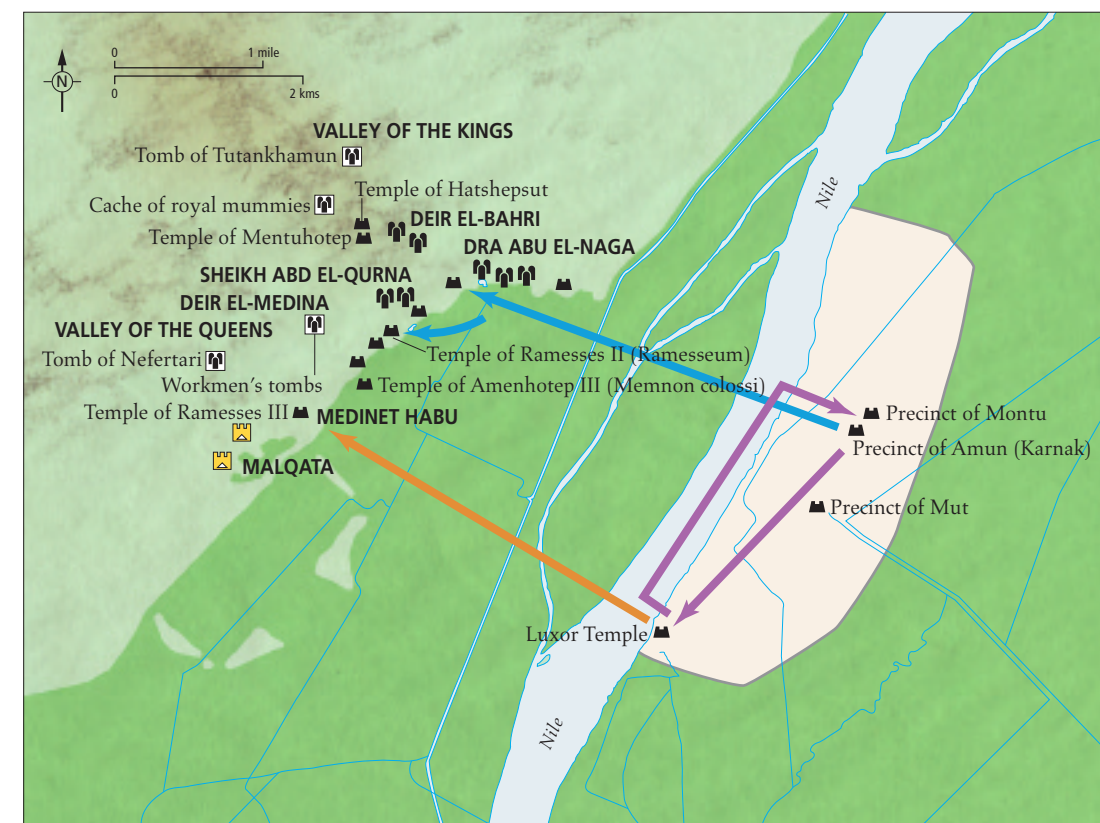 0 1 mile
N
0 2 kms
VALLEY OF THE KINGS
Tomb of Tutankhamun
Temple of Hatshepsut
Cache of royal mummies
DEIR EL-BAHRI
Temple of Mentuhotep
DRA ABU EL-NAGA
SHEIKH ABD EL-QURNA
DEIR EL-MEDINA
VALLEY OF THE QUEENS
Tomb of Nefertari
Temple of Ramesses II (Ramesseum)
Workmen's tombs
Temple of Amenhotep III (Memnon colossi)
Temple of Ramesses III
MEDINET HABU
MALQATA
Nile
Precinct of Montu
Precinct of Amun (Karnak)
Precinct of Mut
Luxor Temple
Nile